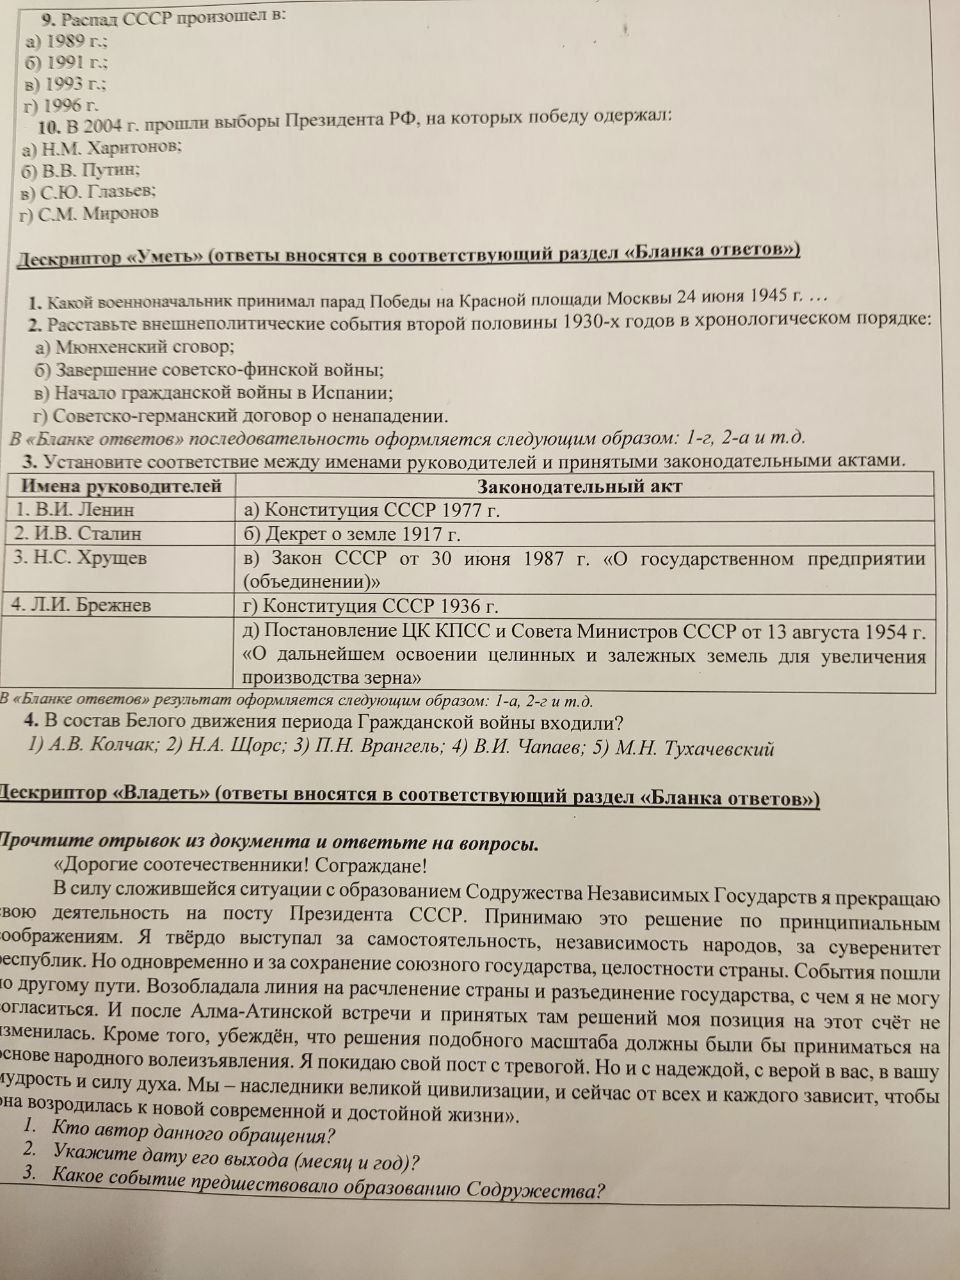 9. Распад СССР произошел в:
а) 1989 г.;
б) 1991 г.;
в) 1993 г.;
г) 1996 г.
10. В 2004 г. прошли выборы Президента РФ, на которых победу одержал:
а) Н.М. Харитонов;
б) В.В. Путин;
в) С.Ю. Глазьев;
г) С.М. Миронов
Дескриптор «Уметь» (ответы вносятся в соответствующий раздел «Бланка ответов»)
1. Какой военноначальник принимал парад Победы на Красной площади Москвы 24 июня 1945 г. …
2. Расставьте внешнеполитические события второй половины 1930-х годов в хронологическом порядке:
а) Мюнхенский сговор;
б) Завершение советско-финской войны;
в) Начало гражданской войны в Испании;
г) Советско-германский договор о ненападении.
В «Бланке ответов» последовательность оформляется следующим образом: 1-г, 2-а и т.д.
3. Установите соответствие между именами руководителей и принятыми законодательными актами.
Имена руководителей Законодательный акт
1. В.И. Ленин а) Конституция СССР 1977 г.
2. И.В. Сталин б) Декрет о земле 1917 г.
3. Н.С. Хрущев в) Закон СССР от 30 июня 1987 г. «О государственном предприятии
(объединении)»
4. Л.И. Брежнев г) Конституция СССР 1936 г.
д) Постановление ЦК КПСС и Совета Министров СССР от 13 августа 1954 г.
«О дальнейшем освоении целинных и залежных земель для увеличения
производства зерна»
В «Бланке ответов» результат оформляется следующим образом: 1-а, 2-г и т.д.
4. В состав Белого движения периода Гражданской войны входили?
1) А.В. Колчак; 2) Н.А. Щорс; 3) П.Н. Врангель; 4) В.И. Чапаев; 5) М.Н. Тухачевский
Дескриптор «Владеть» (ответы вносятся в соответствующий раздел «Бланка ответов»)
Прочтите отрывок из документа и ответьте на вопросы.
«Дорогие соотечественники! Сограждане!
В силу сложившейся ситуации с образованием Содружества Независимых Государств я прекращаю
свою деятельность на посту Президента СССР. Принимаю это решение по принципиальным
соображениям. Я твёрдо выступал за самостоятельность, независимость народов, за суверенитет
республик. Но одновременно и за сохранение союзного государства, целостности страны. События пошли
по другому пути. Возобладала линия на расчленение страны и разъединение государства, с чем я не могу
согласиться. И после Алма-Атинской встречи и принятых там решений моя позиция на этот счёт не
изменилась. Кроме того, убеждён, что решения подобного масштаба должны были бы приниматься на
основе народного волеизъявления. Я покидаю свой пост с тревогой. Но и с надеждой, с верой в вас, в вашу
мудрость и силу духа. Мы – наследники великой цивилизации, и сейчас от всех и каждого зависит, чтобы
она возродилась к новой современной и достойной жизни».
1. Кто автор данного обращения?
2. Укажите дату его выхода (месяц и год)?
3. Какое событие предшествовало образованию Содружества?